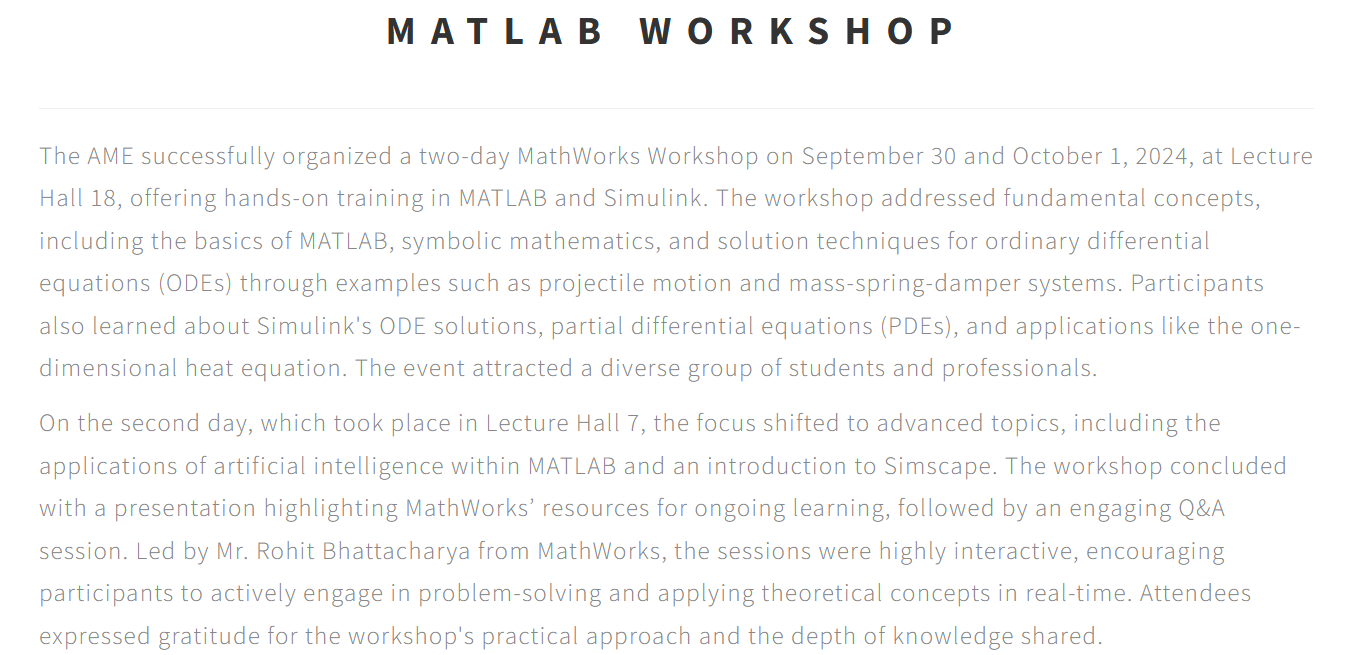 MATLAB WORKSHOP
The AME successfully organized a two-day MathWorks Workshop on September 30 and October 1, 2024, at Lecture
Hall 18, offering hands-on training in MATLAB and Simulink. The workshop addressed fundamental concepts,
including the basics of MATLAB, symbolic mathematics, and solution techniques for ordinary differential
equations (ODEs) through examples such as projectile motion and mass-spring-damper systems. Participants
also learned about Simulink's ODE solutions, partial differential equations (PDEs), and applications like the one-
dimensional heat equation. The event attracted a diverse group of students and professionals.
On the second day, which took place in Lecture Hall 7, the focus shifted to advanced topics, including the
applications of artificial intelligence within MATLAB and an introduction to Simscape. The workshop concluded
with a presentation highlighting MathWorks’ resources for ongoing learning, followed by an engaging Q&A
session. Led by Mr. Rohit Bhattacharya from MathWorks, the sessions were highly interactive, encouraging
participants to actively engage in problem-solving and applying theoretical concepts in real-time. Attendees
expressed gratitude for the workshop's practical approach and the depth of knowledge shared.